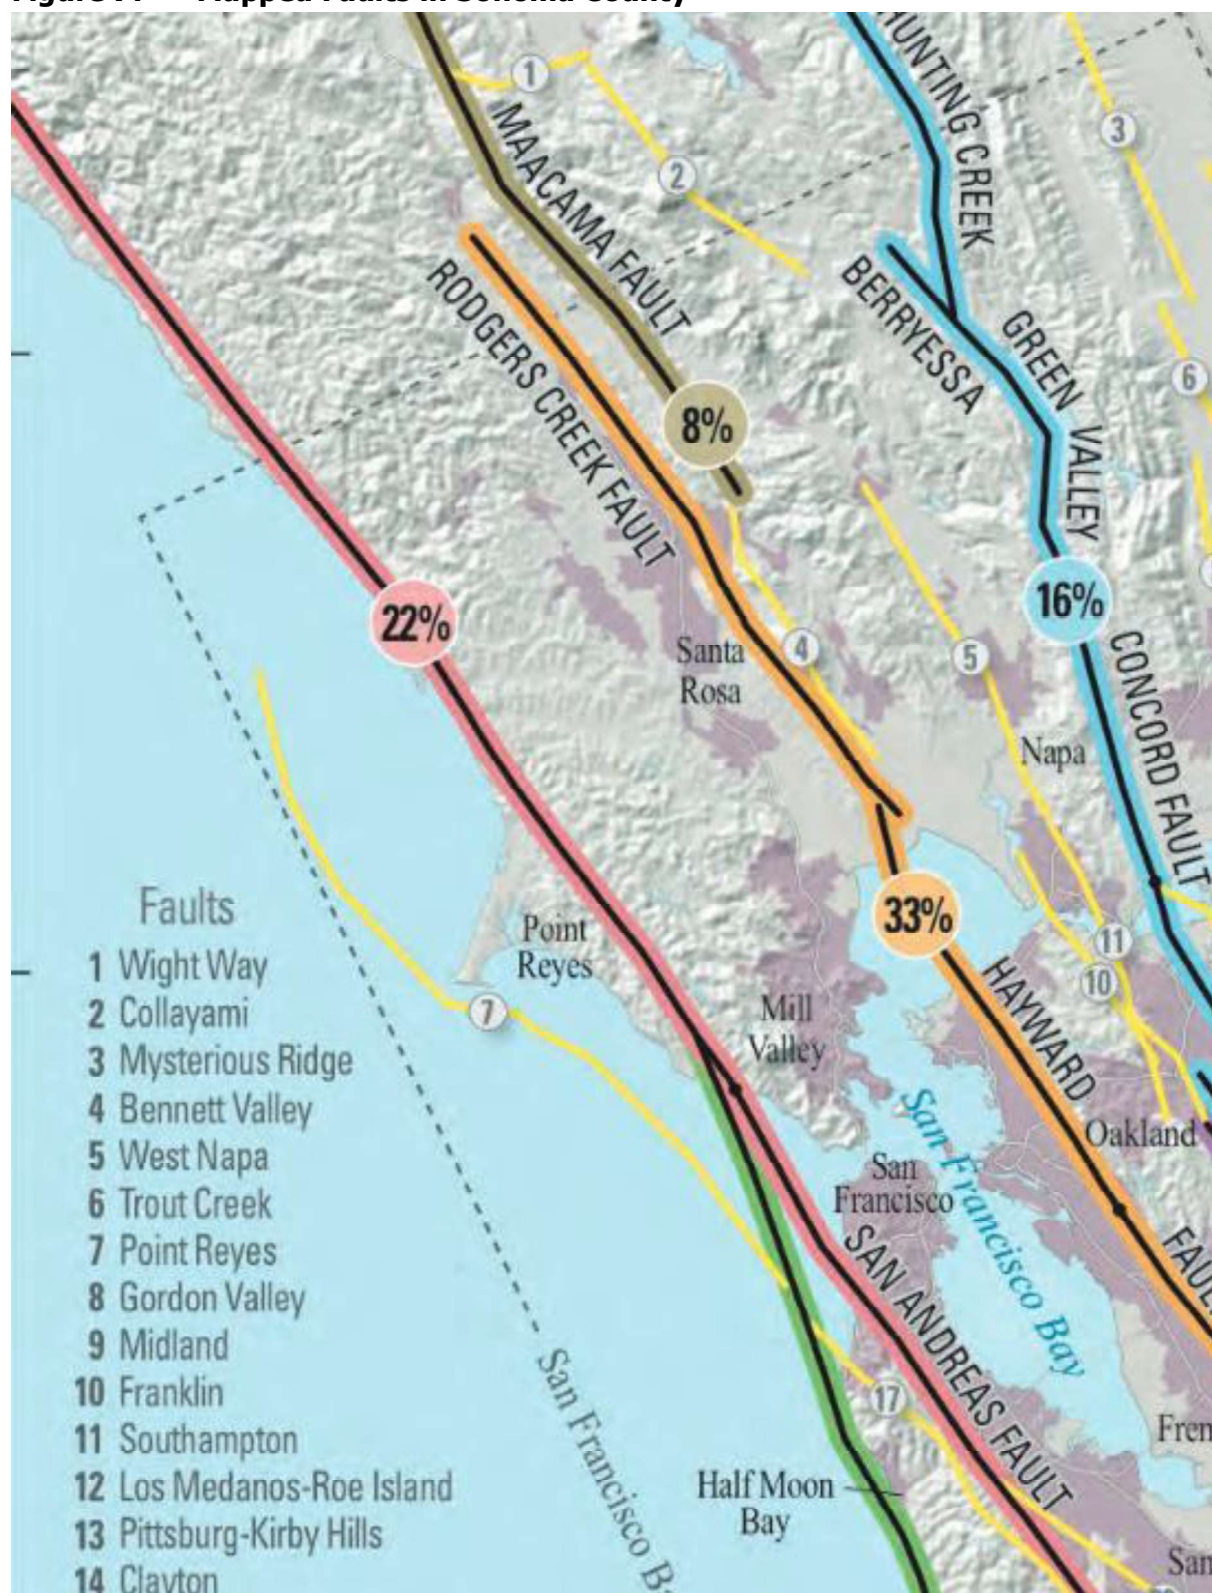 Mapped Faults in Sonoma County
HUNTING CREEK
1
MAACAMA FAULT
2
3
BERRYESSA
GREEN VALLEY
RODGERS CREEK FAULT
6
8%
16%
22%
Santa
Rosa
4
5
CONCORD FAULT
Napa
33%
Point
Reyes
11
10
HAYWARD
7
Mill
Valley
Oakland
San
Francisco
San Francisco Bay
SAN ANDREAS FAULT
17
Half Moon
Bay
San Francisco
Faults
1 Wight Way
2 Collayami
3 Mysterious Ridge
4 Bennett Valley
5 West Napa
6 Trout Creek
7 Point Reyes
8 Gordon Valley
9 Midland
10 Franklin
11 Southampton
12 Los Medanos-Roe Island
13 Pittsburg-Kirby Hills
14 Clayton